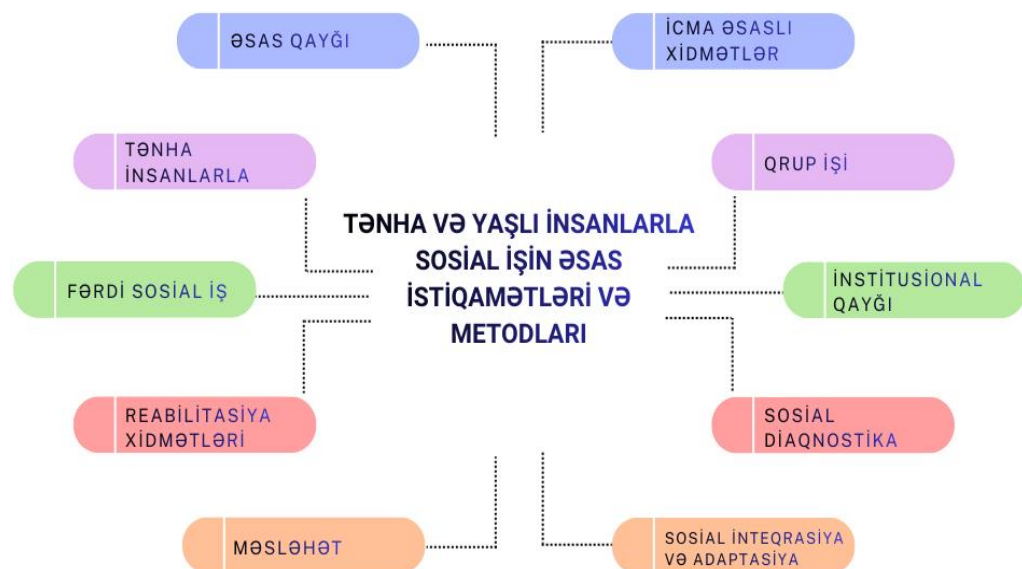 ƏSAS QAYĞI
İCMA ƏSASLI
XİDMƏTLƏR
TƏNHA
İNSANLARLA
QRUP İŞİ
TƏNHA VƏ YAŞLI İNSANLARLA
SOSİAL İŞİN ƏSAS
İSTİQAMƏTLƏRİ VƏ
METODLARI
FƏRDİ SOSİAL İŞ
İNSTİTUSİONAL
QAYĞI
REABİLİTASİYA
XİDMƏTLƏRİ
SOSİAL
DİAQNOSTİKA
MƏSLƏHƏT
SOSİAL İNTEQRASİYA
VƏ ADAPTASİYA